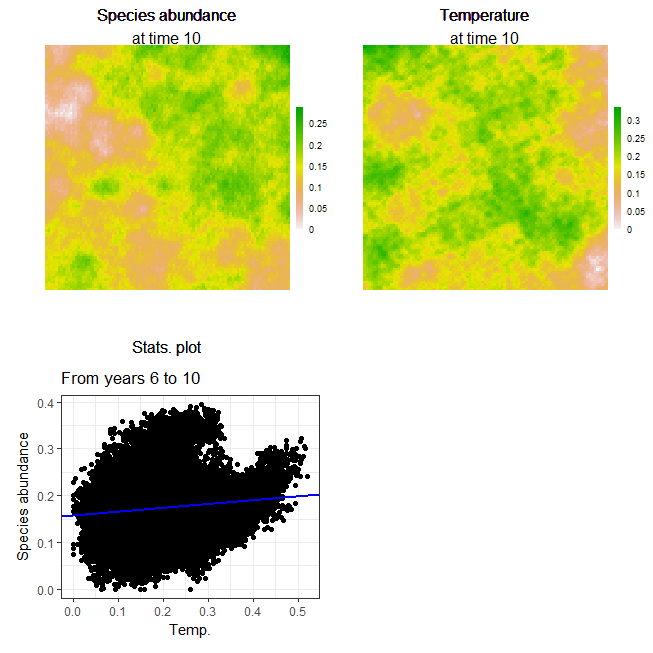 Species abundance
at time 10
0.25
0.2
0.15
0.1
0.05
0
Temperature
at time 10
0.3
0.25
0.2
0.15
0.1
0.05
0
Stats. plot
From years 6 to 10
Species abundance
0.4
0.3
0.2
0.1
0.0
0.0 0.1 0.2 0.3 0.4 0.5
Temp.